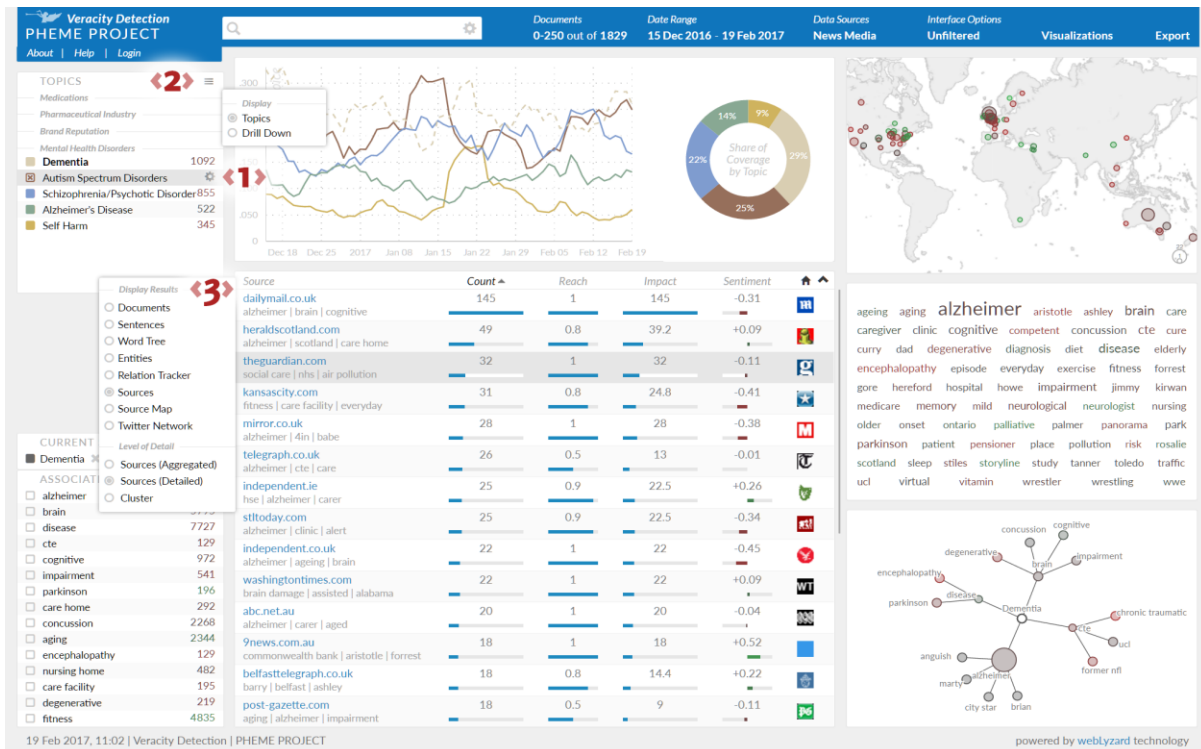 Veracity Detection
PHEME PROJECT
About | Help | Login
Documents
0-250 out of 1829
Date Range
15 Dec 2016 - 19 Feb 2017
Data Sources
News Media
Interface Options
Unfiltered
Visualizations
Export
TOPICS
‹2›
Medications
Pharmaceutical Industry
Brand Reputation
Mental Health Disorders
Dementia 1092
Autism Spectrum Disorders
‹1›
Schizophrenia/Psychotic Disorder 855
Alzheimer's Disease 522
Self Harm 345
Display
Topics
Drill Down
.300
.050
0
Dec 18 Dec 25 2017 Jan 08 Jan 15 Jan 22 Jan 29 Feb 05 Feb 12 Feb 19
14% 9%
22% 29%
25%
Share of
Coverage
by Topic
‹3›
Display Results
Documents
Sentences
Word Tree
Entities
Relation Tracker
Sources
Source Map
Twitter Network
Level of Detail
Sources (Aggregated)
Sources (Detailed)
Cluster
CURRENT
Dementia
ASSOCIATI
alzheimer
brain
disease 7727
cte 129
cognitive 972
impairment 541
parkinson 196
care home 292
concussion 2268
aging 2344
encephalopathy 129
nursing home 482
care facility 195
degenerative 219
fitness 4835
Source Count Reach Impact Sentiment
dailymail.co.uk 145 1 145 -0.31
alzheimer | brain | cognitive
heraldscotland.com 49 0.8 39.2 +0.09
alzheimer | scotland | care home
theguardian.com 32 1 32 -0.11
social care | nhs | air pollution
kansascity.com 31 0.8 24.8 -0.41
fitness | care facility | everyday
mirror.co.uk 28 1 28 -0.38
alzheimer | 4in | babe
telegraph.co.uk 26 0.5 13 -0.01
alzheimer | cte | care
independent.ie 25 0.9 22.5 +0.26
hse | alzheimer | carer
stltoday.com 25 0.9 22.5 -0.34
alzheimer | clinic | alert
independent.co.uk 22 1 22 -0.45
alzheimer | ageing | brain
washingtontimes.com 22 1 22 +0.09
brain damage | assisted | alabama
WT
abc.net.au 20 1 20 -0.04
alzheimer | carer | aged
9news.com.au 18 1 18 +0.52
commonwealth bank | aristotle | forrest
belfasttelegraph.co.uk 18 0.8 14.4 +0.22
barry | belfast | ashley
post-gazette.com 18 0.5 9 -0.11
aging | alzheimer | impairment
ageing aging alzheimer aristotle ashley brain care
caregiver clinic cognitive competent concussion cte cure
curry dad degenerative diagnosis diet disease elderly
encephalopathy episode everyday exercise fitness forrest
gore hereford hospital howe impairment jimmy kirwan
medicare memory mild neurological neurologist nursing
older onset ontario palliative palmer panorama park
parkinson patient pensioner place pollution risk rosalie
scotland sleep stiles storyline study tanner toledo traffic
ucl virtual vitamin wrestler wrestling wwe
cognitive
concussion
degenerative
impairment
brain
encephalopathy
disease
parkinson
Dementia
chronic traumatic
cte
ucl
anguish
former nfl
alzheimer
marty
city star
brian
19 Feb 2017, 11:02 | Veracity Detection | PHEME PROJECT
powered by webLyzard technology